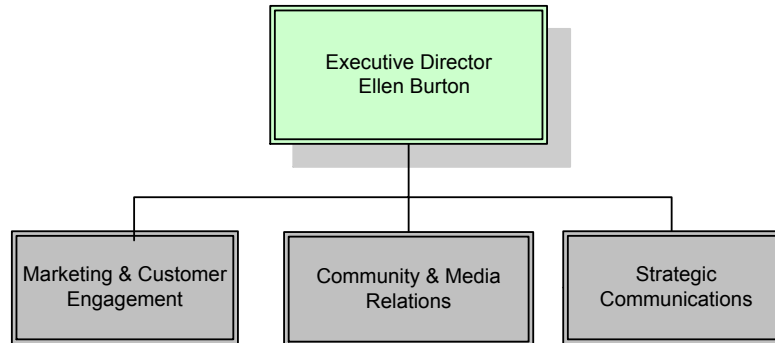 Executive Director
Ellen Burton
Marketing & Customer
Engagement
Community & Media
Relations
Strategic
Communications